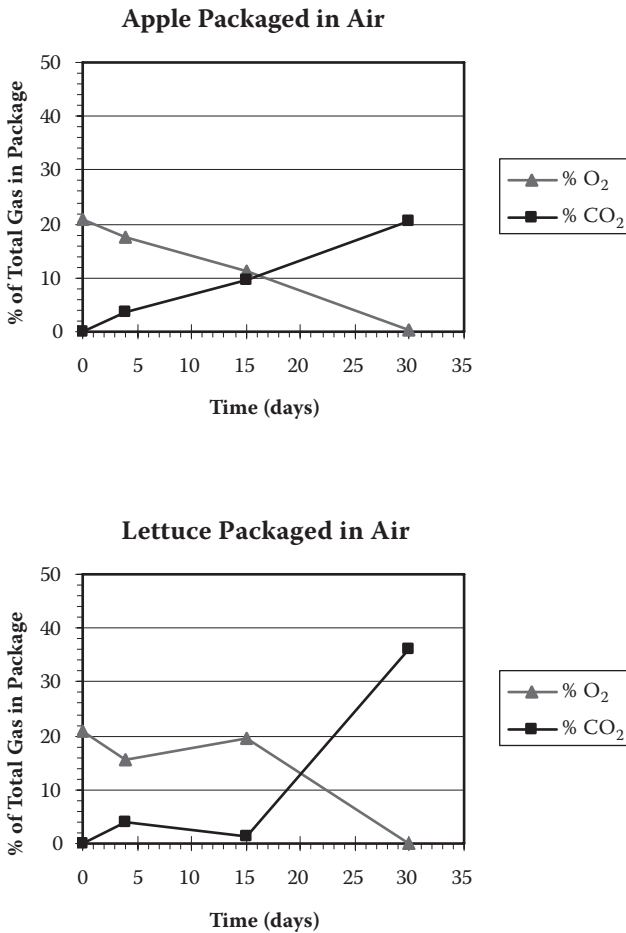 Apple Packaged in Air
% of Total Gas in Package
50
40
30
20
10
0
0 5 10 15 20 25 30 35
Time (days)
% O₂
% CO₂
Lettuce Packaged in Air
% of Total Gas in Package
50
40
30
20
10
0
0 5 10 15 20 25 30 35
Time (days)
% O₂
% CO₂